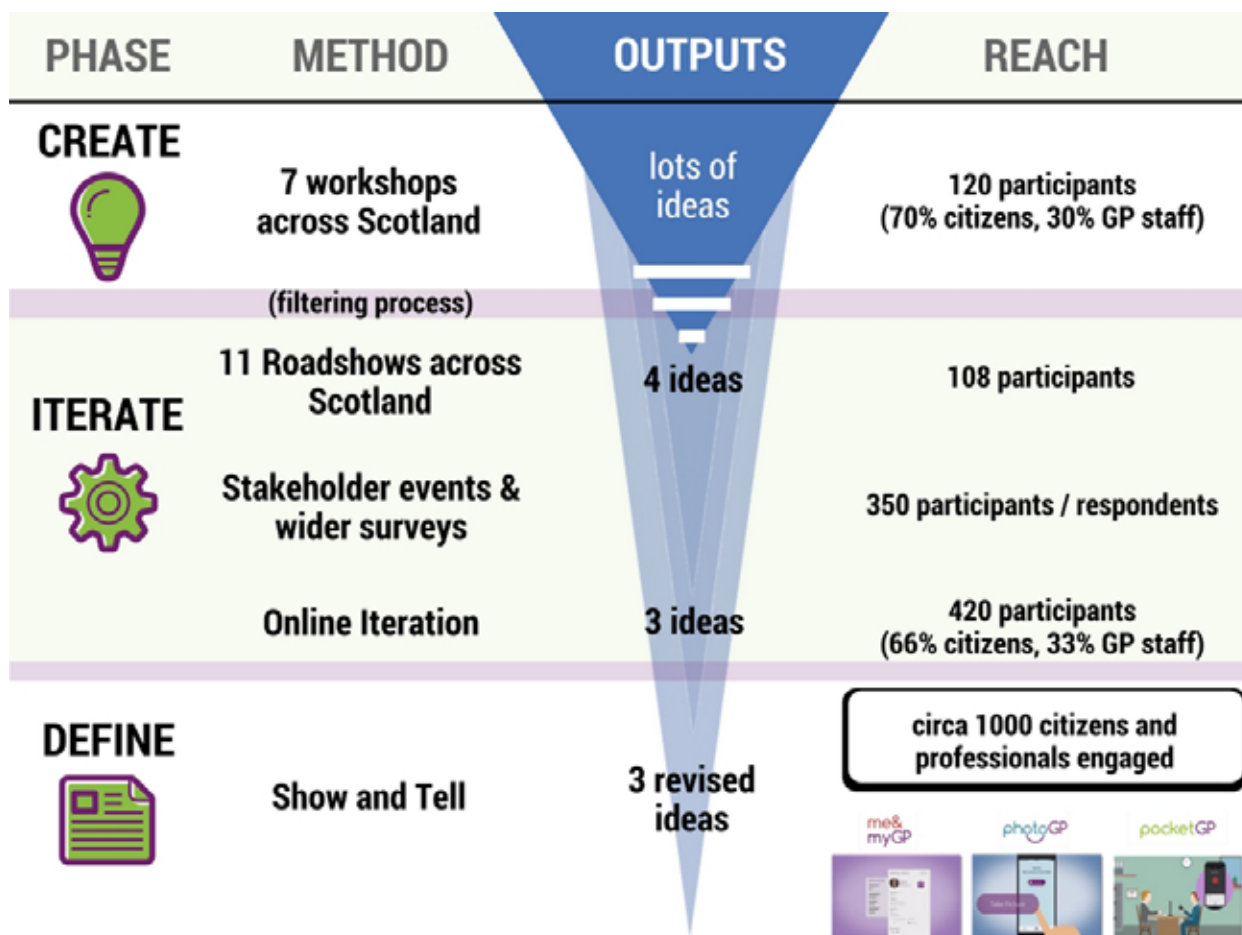 PHASE METHOD OUTPUTS REACH
CREATE
7 workshops
across Scotland
lots of
ideas
120 participants
(70% citizens, 30% GP staff)
(filtering process)
ITERATE
11 Roadshows across
Scotland
4 ideas
108 participants
Stakeholder events &
wider surveys
350 participants / respondents
Online Iteration
3 ideas
420 participants
(66% citizens, 33% GP staff)
DEFINE
Show and Tell
3 revised
ideas
circa 1000 citizens and
professionals engaged
me&
myGP
photoGP
pocketGP
Take Picture